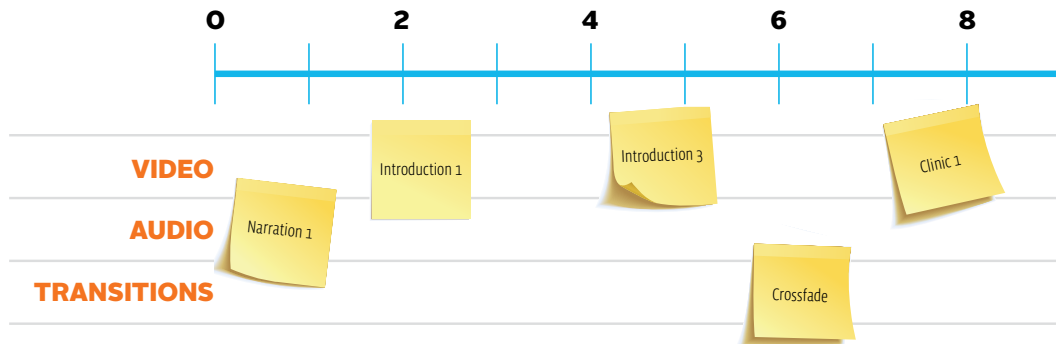 0 2 4 6 8
VIDEO
Introduction 1
Introduction 3
Clinic 1
AUDIO
Narration 1
TRANSITIONS
Crossfade